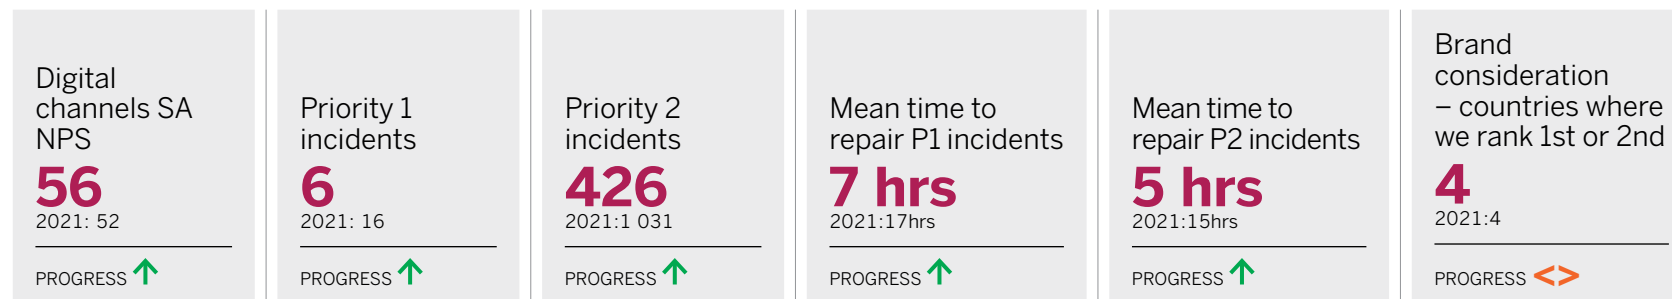 Digital
channels SA
NPS
56
2021: 52
PROGRESS
Priority 1
incidents
6
2021: 16
PROGRESS
Priority 2
incidents
426
2021:1 031
PROGRESS
Mean time to
repair P1 incidents
7 hrs
2021:17hrs
PROGRESS
Mean time to
repair P2 incidents
5 hrs
2021:15hrs
PROGRESS
Brand
consideration
– countries where
we rank 1st or 2nd
4
2021:4
PROGRESS <>